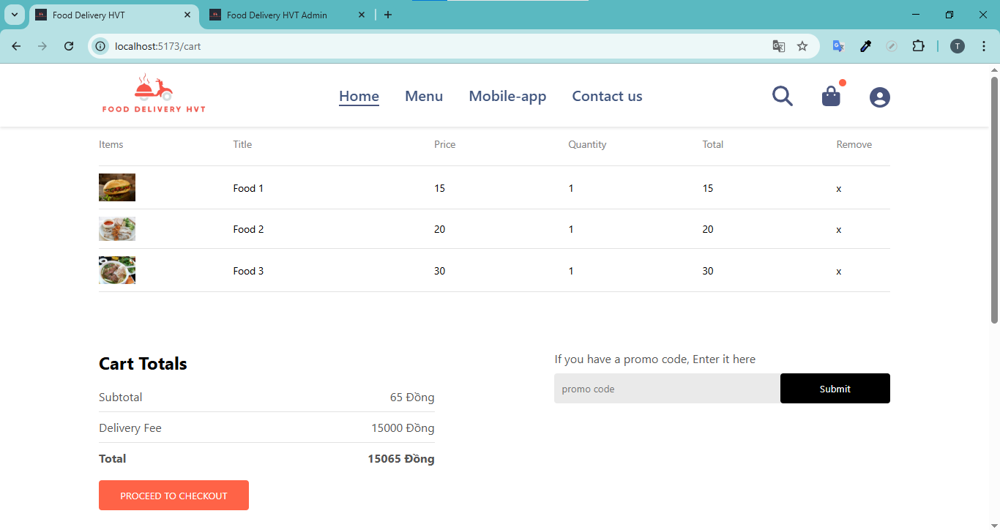 Food Delivery HVT
Food Delivery HVT Admin
localhost:5173/cart
T
FOOD DELIVERY HVT
Home Menu Mobile-app Contact us
Items Title Price Quantity Total Remove
Food 1 15 1 15 x
Food 2 20 1 20 x
Food 3 30 1 30 x
Cart Totals
Subtotal 65 Đồng
Delivery Fee 15000 Đồng
Total 15065 Đồng
PROCEED TO CHECKOUT
If you have a promo code, Enter it here
promo code
Submit